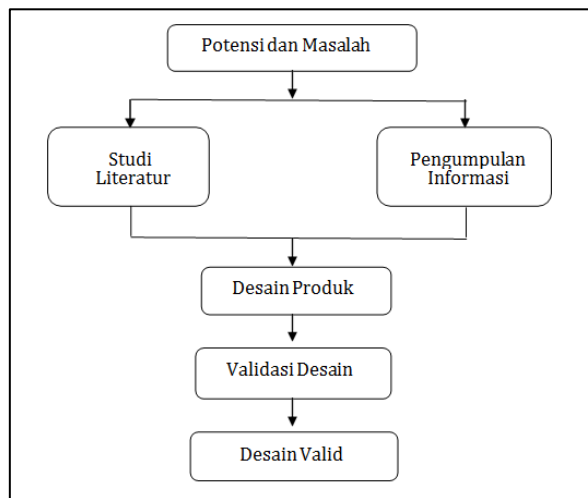 Potensi dan Masalah
Studi
Literatur
Pengumpulan
Informasi
Desain Produk
Validasi Desain
Desain Valid